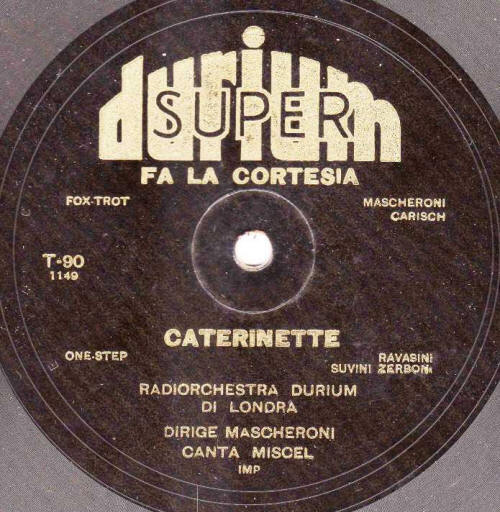 durium
SUPER
FA LA CORTESIA
FOX-TROT
MASCHERONI
CARISCH
T-90
1149
CATERINETTE
ONE-STEP
RAVASINI
SUVINI ZERBONI
RADIORCHESTRA DURIUM
DI LONDRA
DIRIGE MASCHERONI
CANTA MISCEL
IMP